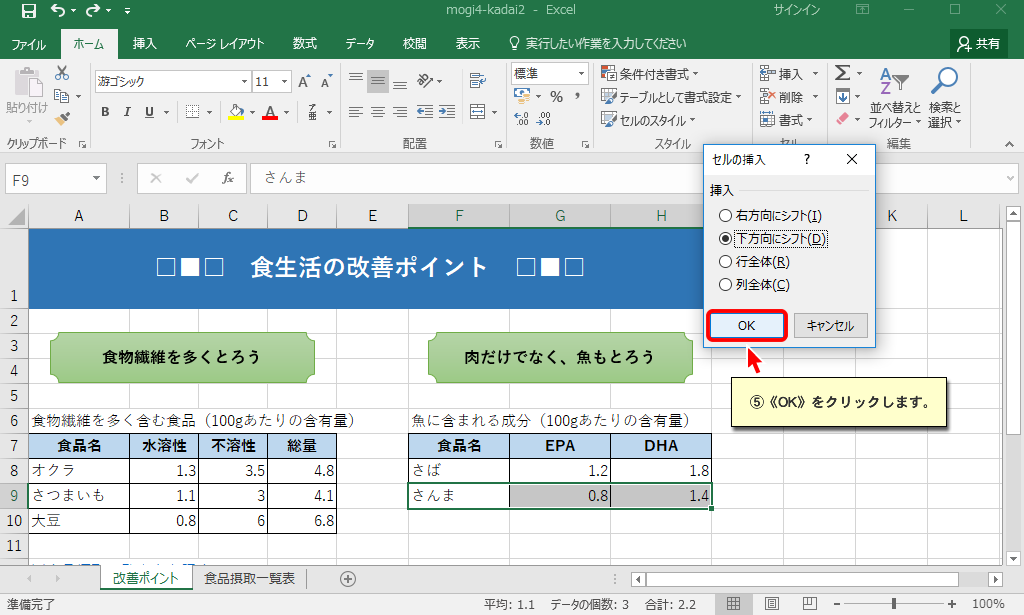 mogi4-kadai2 - Excel
サインイン
ファイル ホーム 挿入 ページ レイアウト 数式 データ 校閲 表示 実行したい作業を入力してください 共有
貼り付け
クリップボード
游ゴシック 11
B I U
フォント
配置
標準
% ,
数値
条件付き書式
テーブルとして書式設定
セルのスタイル
スタイル
挿入
削除
書式
セル
並べ替えと
フィルター
検索と
選択
編集
F9 fx さんま
A B C D E F G H K L
1 □■□ 食生活の改善ポイント □■□
2
3
4
食物繊維を多くとろう 肉だけでなく、魚もとろう
5
6 食物繊維を多く含む食品(100gあたりの含有量) 魚に含まれる成分(100gあたりの含有量)
7 食品名 水溶性 不溶性 総量 食品名 EPA DHA
8 オクラ 1.3 3.5 4.8 さば 1.2 1.8
9 さつまいも 1.1 3 4.1 さんま 0.8 1.4
10 大豆 0.8 6 6.8
11
セルの挿入 ?
挿入
右方向にシフト(I)
下方向にシフト(D)
行全体(R)
列全体(C)
OK キャンセル
⑤《OK》をクリックします。
改善ポイント 食品摂取一覧表
準備完了 平均: 1.1 データの個数: 3 合計: 2.2 100%